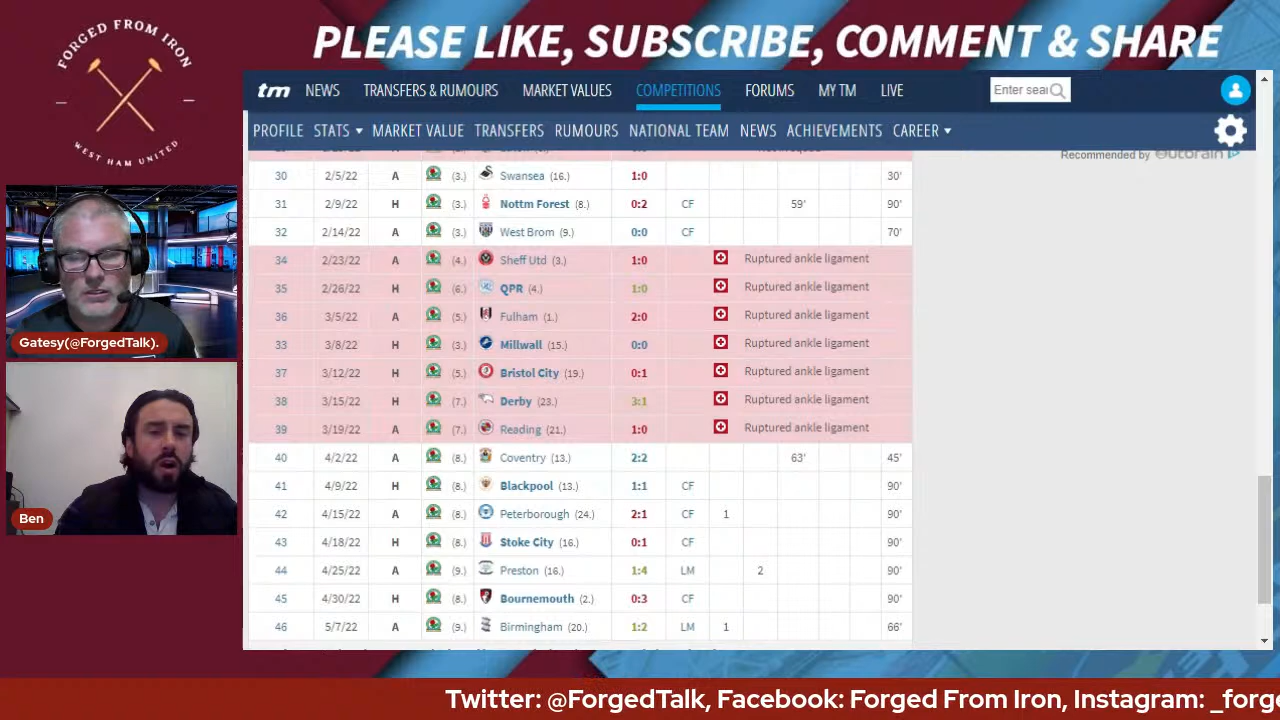 FORGED FROM IRON
WEST HAM UNITED
PLEASE LIKE, SUBSCRIBE, COMMENT & SHARE
tm NEWS TRANSFERS & RUMOURS MARKET VALUES COMPETITIONS FORUMS MY TM LIVE Enter sear
PROFILE STATS MARKET VALUE TRANSFERS RUMOURS NATIONAL TEAM NEWS ACHIEVEMENTS CAREER
Recommended by
30 2/5/22 A (3.) Swansea (16.) 1:0 30'
31 2/9/22 H (3.) Nottm Forest (8.) 0:2 CF 59' 90'
32 2/14/22 A (3.) West Brom (9.) 0:0 CF 70'
34 2/23/22 A (4.) Sheff Utd (3.) 1:0 Ruptured ankle ligament
35 2/26/22 H (6.) QPR (4.) 1:0 Ruptured ankle ligament
36 3/5/22 A (5.) Fulham (1.) 2:0 Ruptured ankle ligament
33 3/8/22 H (3.) Millwall (15.) 0:0 Ruptured ankle ligament
37 3/12/22 H (5.) Bristol City (19.) 0:1 Ruptured ankle ligament
38 3/15/22 H (7.) Derby (23.) 3:1 Ruptured ankle ligament
39 3/19/22 A (7.) Reading (21.) 1:0 Ruptured ankle ligament
40 4/2/22 A (8.) Coventry (13.) 2:2 63' 45'
41 4/9/22 H (8.) Blackpool (13.) 1:1 CF 90'
42 4/15/22 A (8.) Peterborough (24.) 2:1 CF 1 90'
43 4/18/22 H (8.) Stoke City (16.) 0:1 CF 90'
44 4/25/22 A (9.) Preston (16.) 1:4 LM 2 90'
45 4/30/22 H (8.) Bournemouth (2.) 0:3 CF 90'
46 5/7/22 A (9.) Birmingham (20.) 1:2 LM 1 66'
Gatesy(@ForgedTalk).
Ben
Twitter: @ForgedTalk, Facebook: Forged From Iron, Instagram: _forge